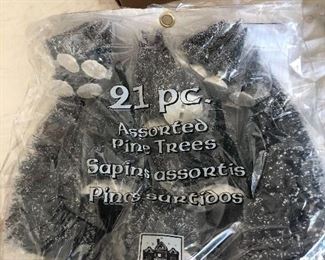 21 pc.
Assorted
Pine Trees
Sapins assortis
Pinos surtidos